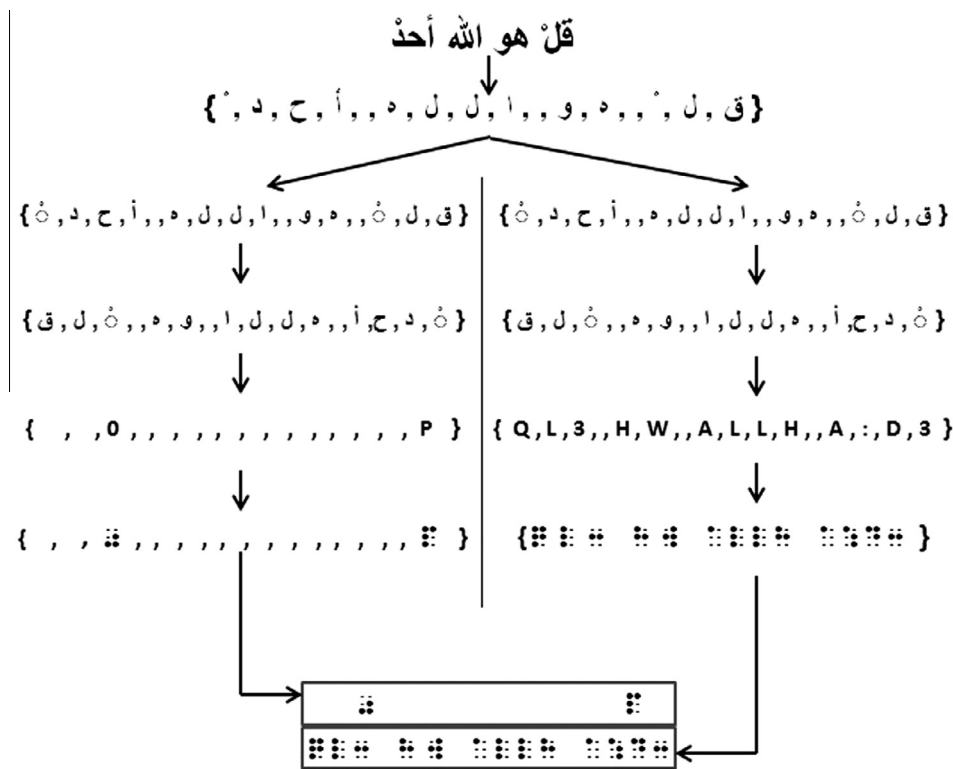 قلْ هو الله أحدْ
{ق,ل,ْ,,ه,و,,ا,ل,ل,ه,,أ,ح,د,ْ}
{ق,ل,◌ْ,,ه,و,,ا,ل,ل,ه,,أ,ح,د,◌ْ}
{ق,ل,◌ْ,,ه,و,,ا,ل,ل,ه,,أ,ح,د,◌ْ}
{ق,ل,◌ْ,,ه,و,,ا,ل,ل,ه,,أ,ح,د,◌ْ}
{ق,ل,◌ْ,,ه,و,,ا,ل,ل,ه,,أ,ح,د,◌ْ}
{ , ,0, , , , , , , , , , , P }
{ Q,L,3,,H,W,,A,L,L,H,,A,:,D,3 }
{ , , ⠴ , , , , , , , , , , , , ⠏ }
{⠟⠇⠒ ⠓⠺ ⠁⠇⠇⠓ ⠁⠱⠙⠒}
⠴ ⠏
⠟⠇⠒ ⠓⠺ ⠁⠇⠇⠓ ⠁⠱⠙⠒